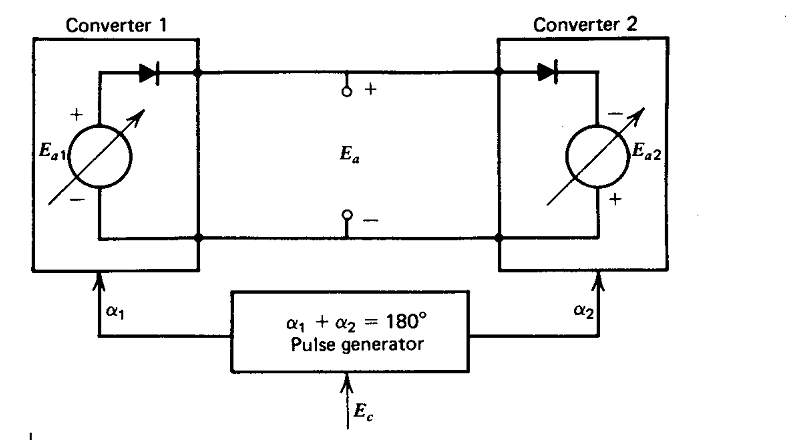 Converter 1
Converter 2
+
+
−
E_a1
E_a
E_a2
−
−
+
α₁
α₁ + α₂ = 180°
Pulse generator
α₂
E_c